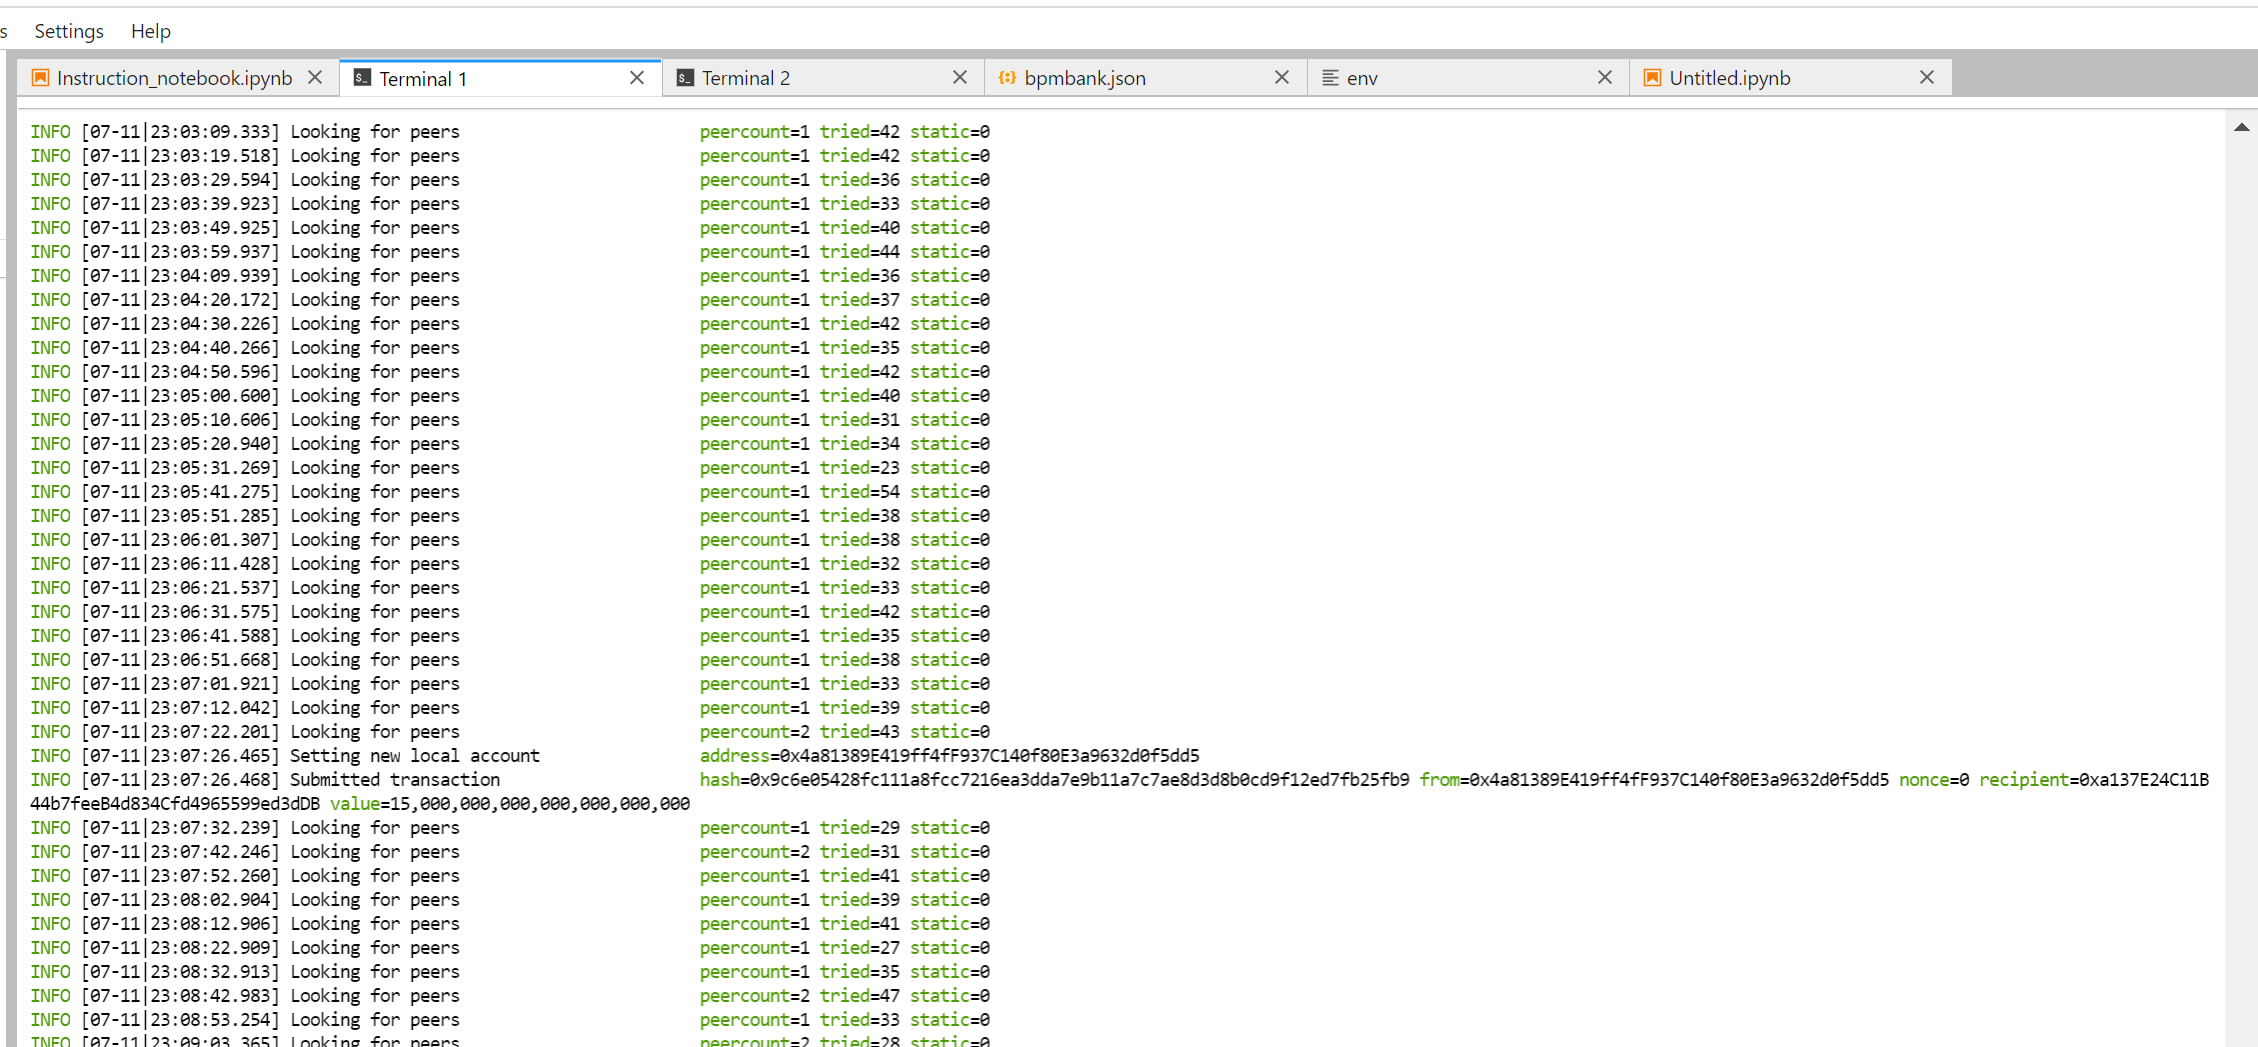 s Settings Help
Instruction_notebook.ipynb Terminal 1 Terminal 2 bpmbank.json env Untitled.ipynb
INFO [07-11|23:03:09.333] Looking for peers peercount=1 tried=42 static=0
INFO [07-11|23:03:19.518] Looking for peers peercount=1 tried=42 static=0
INFO [07-11|23:03:29.594] Looking for peers peercount=1 tried=36 static=0
INFO [07-11|23:03:39.923] Looking for peers peercount=1 tried=33 static=0
INFO [07-11|23:03:49.925] Looking for peers peercount=1 tried=40 static=0
INFO [07-11|23:03:59.937] Looking for peers peercount=1 tried=44 static=0
INFO [07-11|23:04:09.939] Looking for peers peercount=1 tried=36 static=0
INFO [07-11|23:04:20.172] Looking for peers peercount=1 tried=37 static=0
INFO [07-11|23:04:30.226] Looking for peers peercount=1 tried=42 static=0
INFO [07-11|23:04:40.266] Looking for peers peercount=1 tried=35 static=0
INFO [07-11|23:04:50.596] Looking for peers peercount=1 tried=42 static=0
INFO [07-11|23:05:00.600] Looking for peers peercount=1 tried=40 static=0
INFO [07-11|23:05:10.606] Looking for peers peercount=1 tried=31 static=0
INFO [07-11|23:05:20.940] Looking for peers peercount=1 tried=34 static=0
INFO [07-11|23:05:31.269] Looking for peers peercount=1 tried=23 static=0
INFO [07-11|23:05:41.275] Looking for peers peercount=1 tried=54 static=0
INFO [07-11|23:05:51.285] Looking for peers peercount=1 tried=38 static=0
INFO [07-11|23:06:01.307] Looking for peers peercount=1 tried=38 static=0
INFO [07-11|23:06:11.428] Looking for peers peercount=1 tried=32 static=0
INFO [07-11|23:06:21.537] Looking for peers peercount=1 tried=33 static=0
INFO [07-11|23:06:31.575] Looking for peers peercount=1 tried=42 static=0
INFO [07-11|23:06:41.588] Looking for peers peercount=1 tried=35 static=0
INFO [07-11|23:06:51.668] Looking for peers peercount=1 tried=38 static=0
INFO [07-11|23:07:01.921] Looking for peers peercount=1 tried=33 static=0
INFO [07-11|23:07:12.042] Looking for peers peercount=1 tried=39 static=0
INFO [07-11|23:07:22.201] Looking for peers peercount=2 tried=43 static=0
INFO [07-11|23:07:26.465] Setting new local account address=0x4a81389E419ff4fF937C140f80E3a9632d0f5dd5
INFO [07-11|23:07:26.468] Submitted transaction hash=0x9c6e05428fc111a8fcc7216ea3dda7e9b11a7c7ae8d3d8b0cd9f12ed7fb25fb9 from=0x4a81389E419ff4fF937C140f80E3a9632d0f5dd5 nonce=0 recipient=0xa137E24C11B
44b7feeB4d834Cfd4965599ed3dDB value=15,000,000,000,000,000,000
INFO [07-11|23:07:32.239] Looking for peers peercount=1 tried=29 static=0
INFO [07-11|23:07:42.246] Looking for peers peercount=2 tried=31 static=0
INFO [07-11|23:07:52.260] Looking for peers peercount=1 tried=41 static=0
INFO [07-11|23:08:02.904] Looking for peers peercount=1 tried=39 static=0
INFO [07-11|23:08:12.906] Looking for peers peercount=1 tried=41 static=0
INFO [07-11|23:08:22.909] Looking for peers peercount=1 tried=27 static=0
INFO [07-11|23:08:32.913] Looking for peers peercount=1 tried=35 static=0
INFO [07-11|23:08:42.983] Looking for peers peercount=2 tried=47 static=0
INFO [07-11|23:08:53.254] Looking for peers peercount=1 tried=33 static=0
INFO [07-11|23:09:03.365] Looking for peers peercount=2 tried=28 static=0